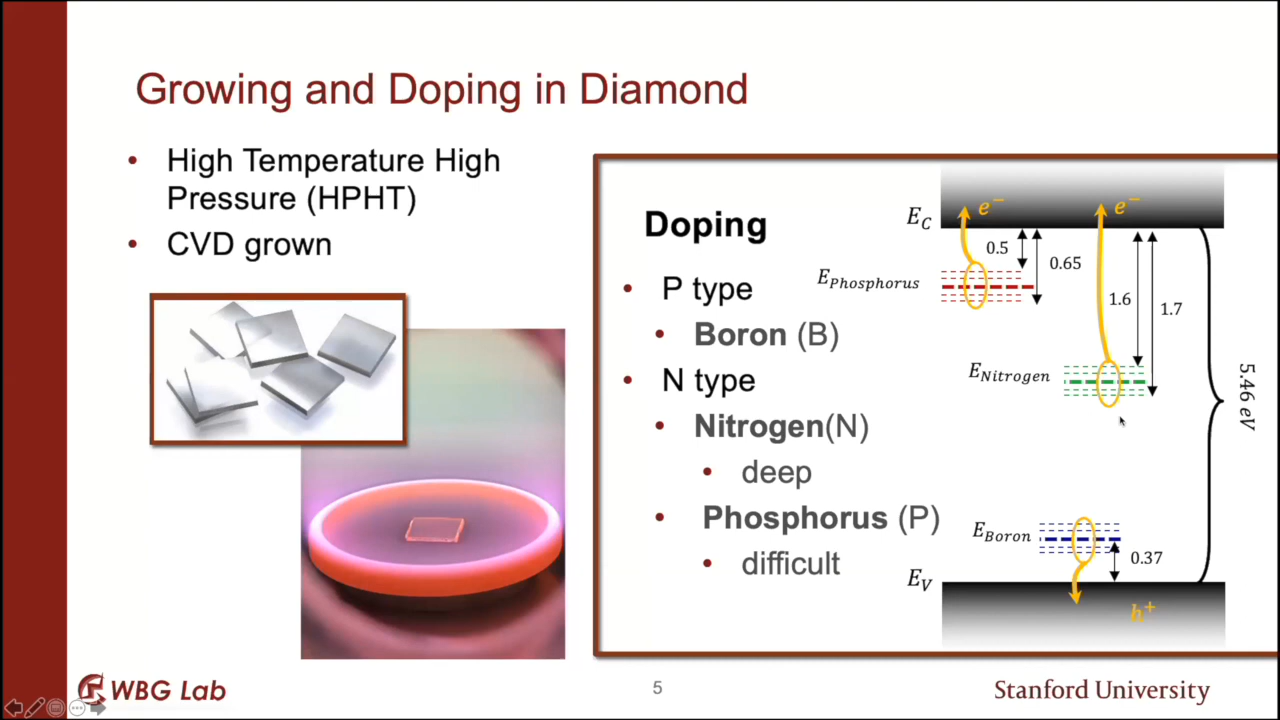 Growing and Doping in Diamond
• High Temperature High
Pressure (HPHT)
• CVD grown
Doping
• P type
• Boron (B)
• N type
• Nitrogen(N)
• deep
• Phosphorus (P)
• difficult
E_C
e⁻
e⁻
0.5
0.65
E_Phosphorus
1.6
1.7
E_Nitrogen
5.46 eV
E_Boron
0.37
E_V
h⁺
WBG Lab
5
Stanford University